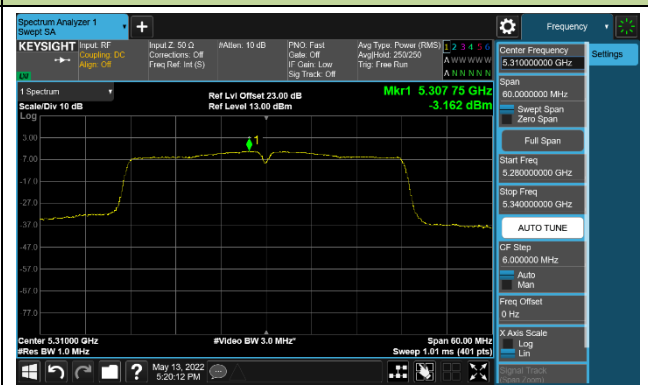 Spectrum Analyzer 1
Swept SA
+
Frequency
KEYSIGHT
Input: RF
Coupling: DC
Align: Off
Input Z: 50 Ω
Corrections: Off
Freq Ref: Int (S)
#Atten: 10 dB
PNO: Fast
Gate: Off
IF Gain: Low
Sig Track: Off
Avg Type: Power (RMS)
Avg|Hold: 250/250
Trig: Free Run
1 2 3 4 5 6
A W W W W W
A N N N N N
1 Spectrum
Scale/Div 10 dB
Log
Ref Lvl Offset 23.00 dB
Ref Level 13.00 dBm
Mkr1 5.307 75 GHz
-3.162 dBm
1
3.00
-7.00
-17.0
-27.0
-37.0
-47.0
-57.0
-67.0
-77.0
Center 5.31000 GHz
#Res BW 1.0 MHz
#Video BW 3.0 MHz*
Span 60.00 MHz
Sweep 1.01 ms (401 pts)
Center Frequency
5.310000000 GHz
Settings
Span
60.0000000 MHz
Swept Span
Zero Span
Full Span
Start Freq
5.280000000 GHz
Stop Freq
5.340000000 GHz
AUTO TUNE
CF Step
6.000000 MHz
Auto
Man
Freq Offset
0 Hz
X Axis Scale
Log
Lin
Signal Track
(Span Zoom)
?
May 13, 2022
5:20:12 PM